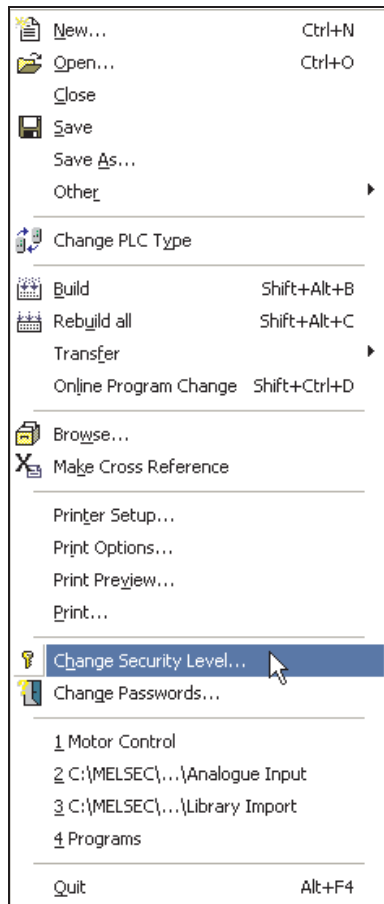 New... Ctrl+N
Open... Ctrl+O
Close
Save
Save As...
Other
Change PLC Type
Build Shift+Alt+B
Rebuild all Shift+Alt+C
Transfer
Online Program Change Shift+Ctrl+D
Browse...
Make Cross Reference
Printer Setup...
Print Options...
Print Preview...
Print...
Change Security Level...
Change Passwords...
1 Motor Control
2 C:\MELSEC\...\Analogue Input
3 C:\MELSEC\...\Library Import
4 Programs
Quit Alt+F4